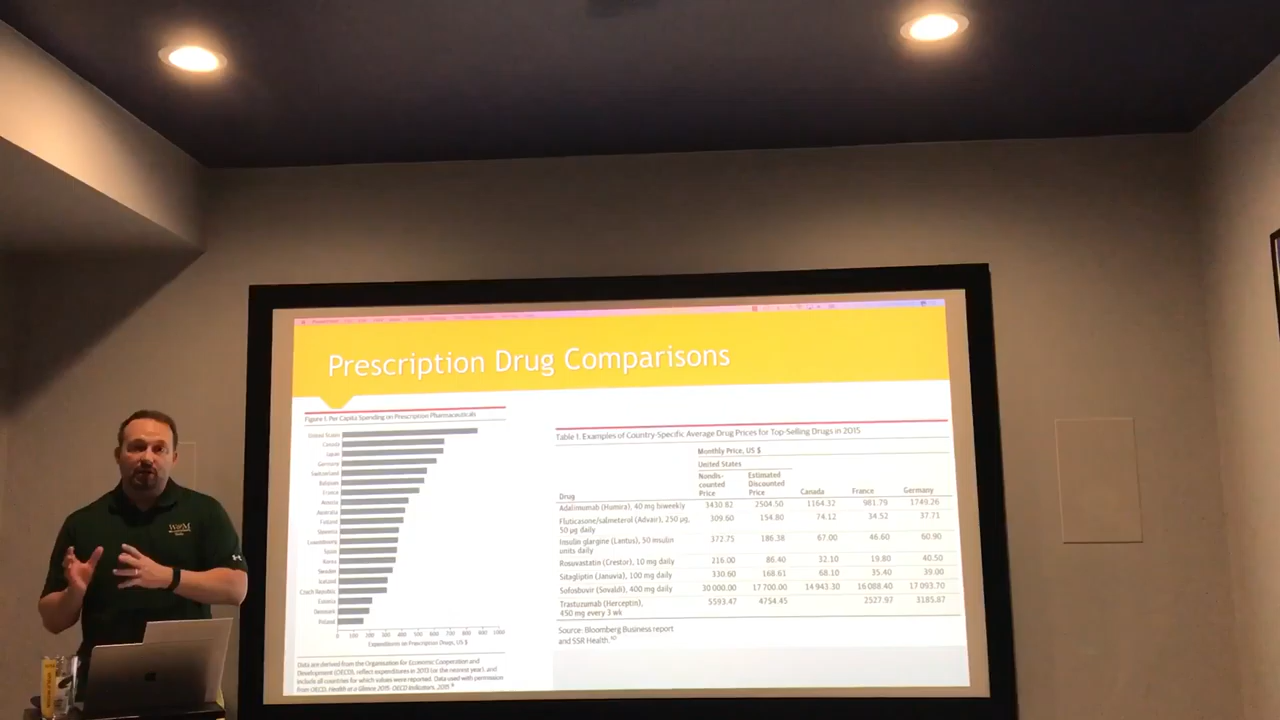 Prescription Drug Comparisons
Figure 1. Per Capita Spending on Prescription Pharmaceuticals
United States
Canada
Japan
Germany
Switzerland
Belgium
France
Austria
Australia
Finland
Slovenia
Luxembourg
Spain
Korea
Sweden
Iceland
Czech Republic
Estonia
Denmark
Poland
0 100 200 300 400 500 600 700 800 900 1000
Expenditures on Prescription Drugs, US $
Data are derived from the Organisation for Economic Cooperation and
Development (OECD), reflect expenditures in 2013 (or the nearest year), and
include all countries for which values were reported. Data used with permission
from OECD, Health at a Glance 2015: OECD Indicators, 2015.
Table 1. Examples of Country-Specific Average Drug Prices for Top-Selling Drugs in 2015
Monthly Price, US $
United States
Drug Nondis-counted Price Estimated Discounted Price Canada France Germany
Adalimumab (Humira), 40 mg biweekly 3430.82 2504.50 1164.32 981.79 1749.26
Fluticasone/salmeterol (Advair), 250 µg, 309.60 154.80 74.12 34.52 37.71
50 µg daily
Insulin glargine (Lantus), 50 insulin 372.75 186.38 67.00 46.60 60.90
units daily
Rosuvastatin (Crestor), 10 mg daily 216.00 86.40 32.10 19.80 40.50
Sitagliptin (Januvia), 100 mg daily 330.60 168.61 68.10 35.40 39.00
Sofosbuvir (Sovaldi), 400 mg daily 30 000.00 17 700.00 14 943.30 16 088.40 17 093.70
Trastuzumab (Herceptin), 5593.47 4754.45 2527.97 3185.87
450 mg every 3 wk
Source: Bloomberg Business report
and SSR Health.
W&M